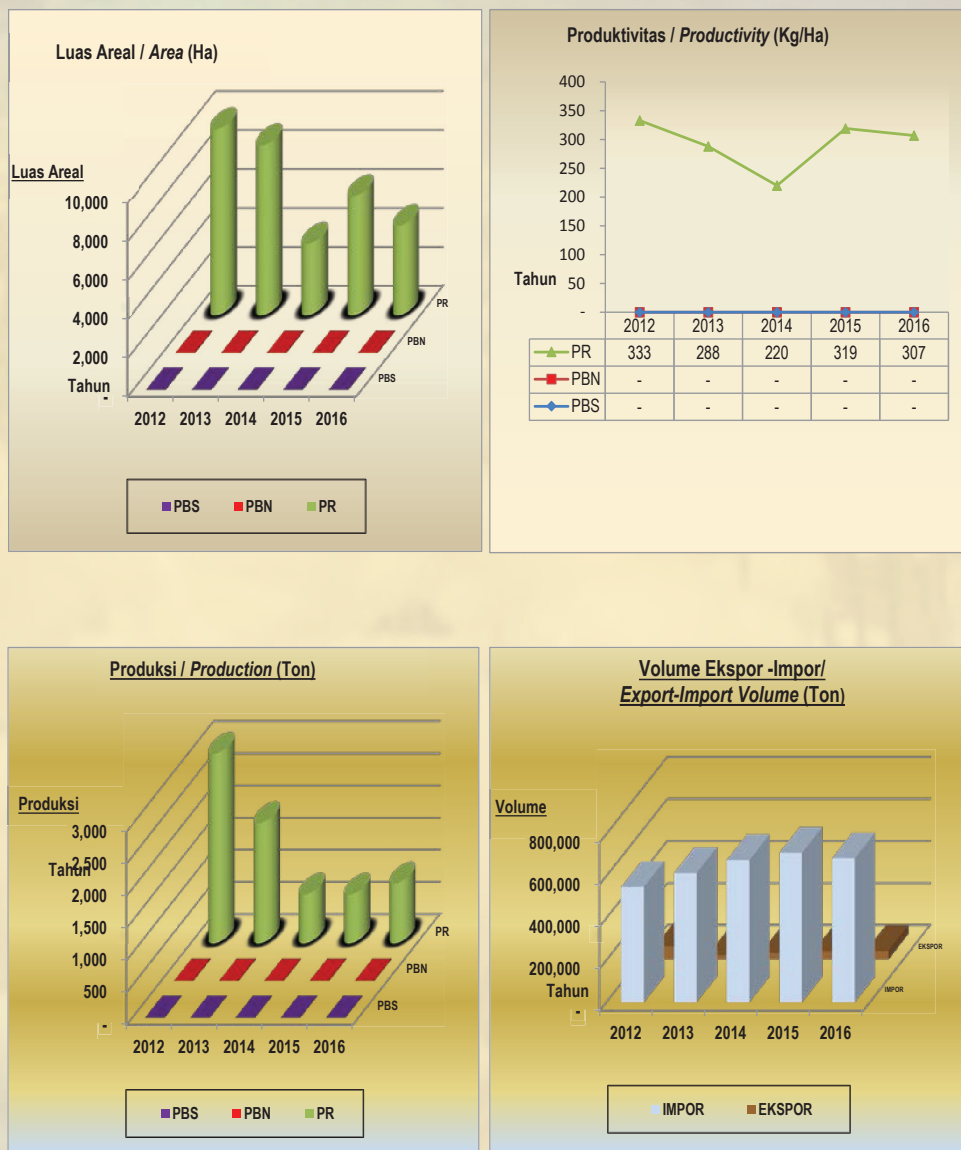 Luas Areal / Area (Ha)
Luas Areal
10,000
8,000
6,000
4,000
2,000
-
Tahun
2012 2013 2014 2015 2016
PR
PBN
PBS
PBS PBN PR
Produktivitas / Productivity (Kg/Ha)
400
350
300
250
200
150
100
50
-
Tahun
2012 2013 2014 2015 2016
PR 333 288 220 319 307
PBN - - - - -
PBS - - - - -
Produksi / Production (Ton)
Produksi
3,000
2,500
2,000
1,500
1,000
500
-
Tahun
2012 2013 2014 2015 2016
PR
PBN
PBS
PBS PBN PR
Volume Ekspor -Impor/
Export-Import Volume (Ton)
Volume
800,000
600,000
400,000
200,000
-
Tahun
2012 2013 2014 2015 2016
EKSPOR
IMPOR
IMPOR EKSPOR